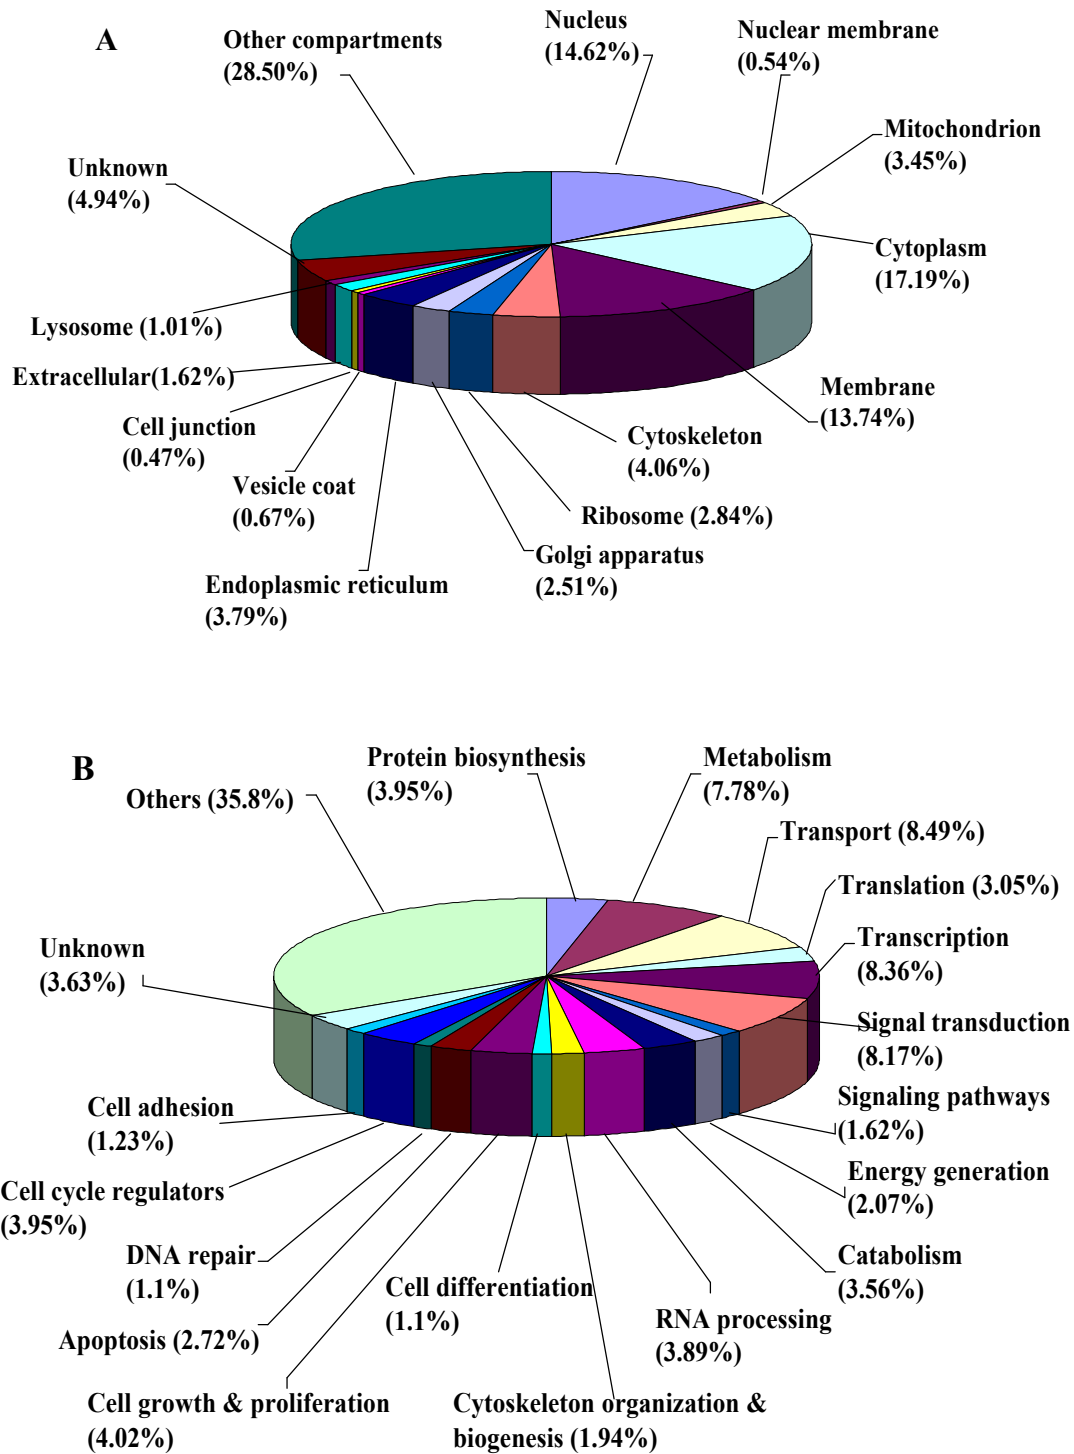 A
Other compartments
(28.50%)
Nucleus
(14.62%)
Nuclear membrane
(0.54%)
Mitochondrion
(3.45%)
Unknown
(4.94%)
Cytoplasm
(17.19%)
Lysosome (1.01%)
Extracellular(1.62%)
Membrane
(13.74%)
Cell junction
(0.47%)
Cytoskeleton
(4.06%)
Vesicle coat
(0.67%)
Ribosome (2.84%)
Golgi apparatus
(2.51%)
Endoplasmic reticulum
(3.79%)
B
Protein biosynthesis
(3.95%)
Metabolism
(7.78%)
Others (35.8%)
Transport (8.49%)
Translation (3.05%)
Unknown
(3.63%)
Transcription
(8.36%)
Signal transduction
(8.17%)
Signaling pathways
(1.62%)
Cell adhesion
(1.23%)
Energy generation
(2.07%)
Cell cycle regulators
(3.95%)
DNA repair
(1.1%)
Catabolism
(3.56%)
Cell differentiation
(1.1%)
RNA processing
(3.89%)
Apoptosis (2.72%)
Cell growth & proliferation
(4.02%)
Cytoskeleton organization &
biogenesis (1.94%)